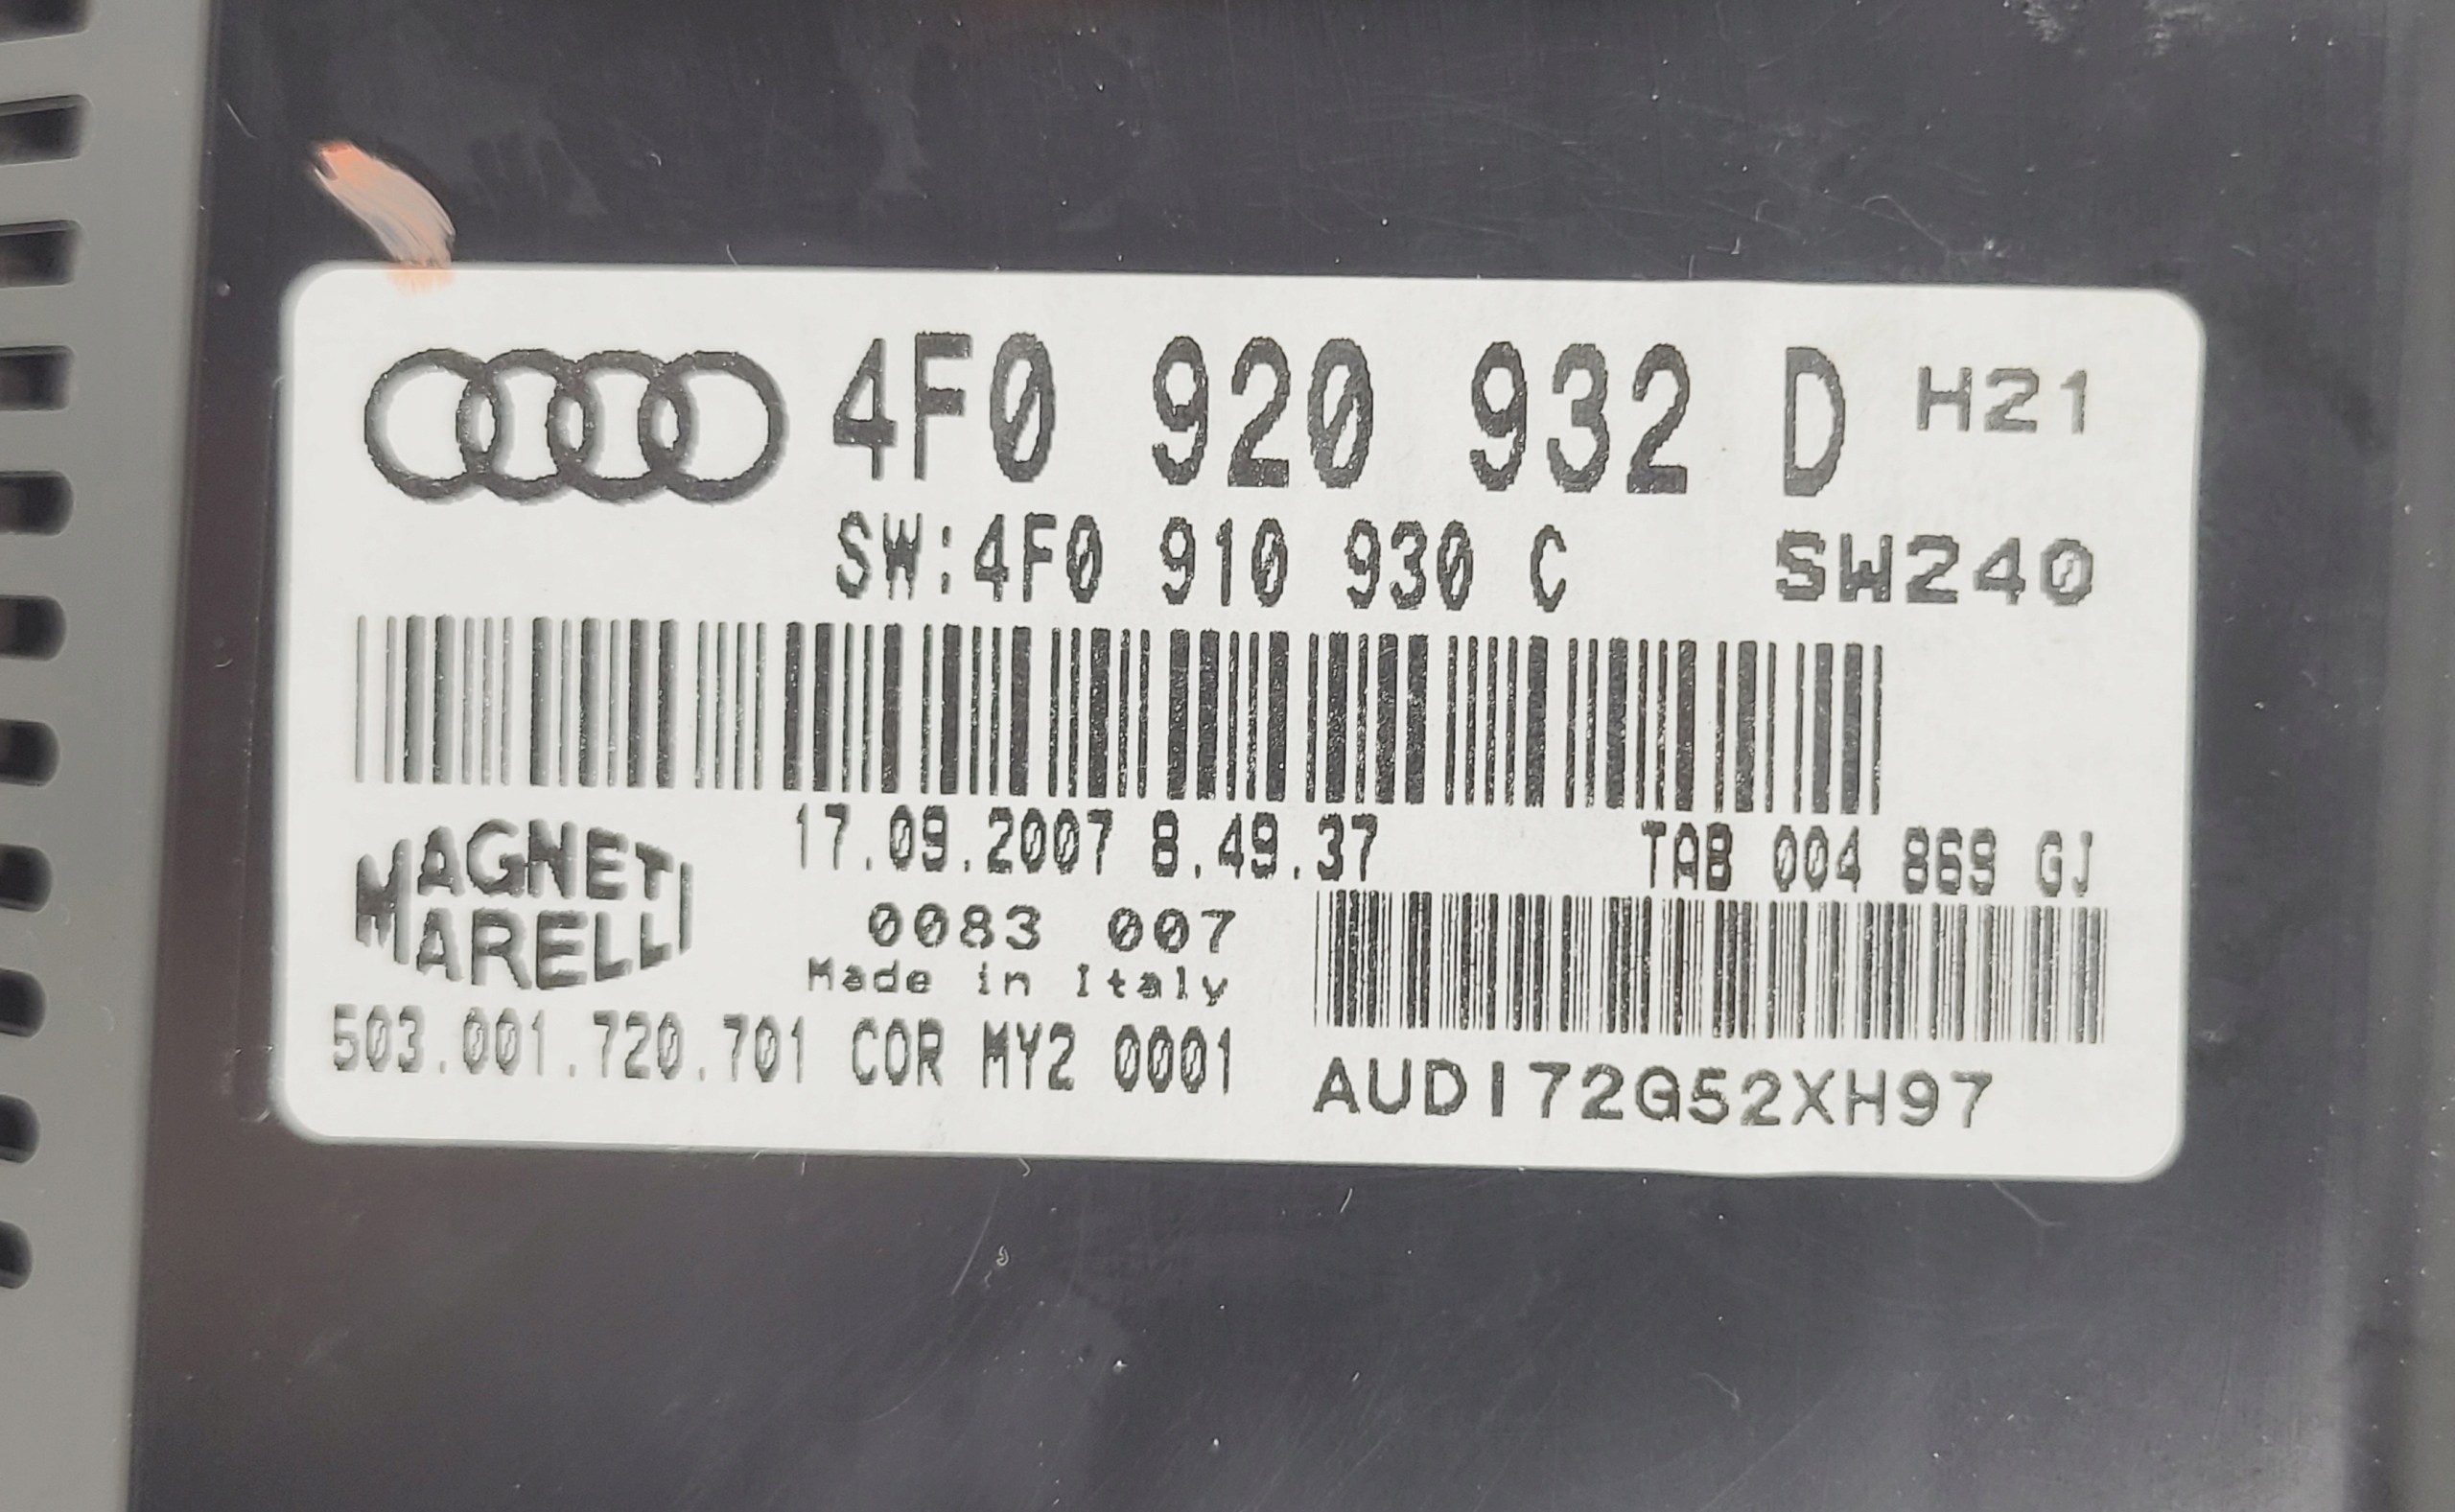 4F0 920 932 D H21
SW:4F0 910 930 C SW240
17.09.2007 8.49.37 TAB 004 869 GJ
MAGNETI
MARELLI
0083 007
Made in Italy
503.001.720.701 COR MY2 0001
AUDI72G52XH97